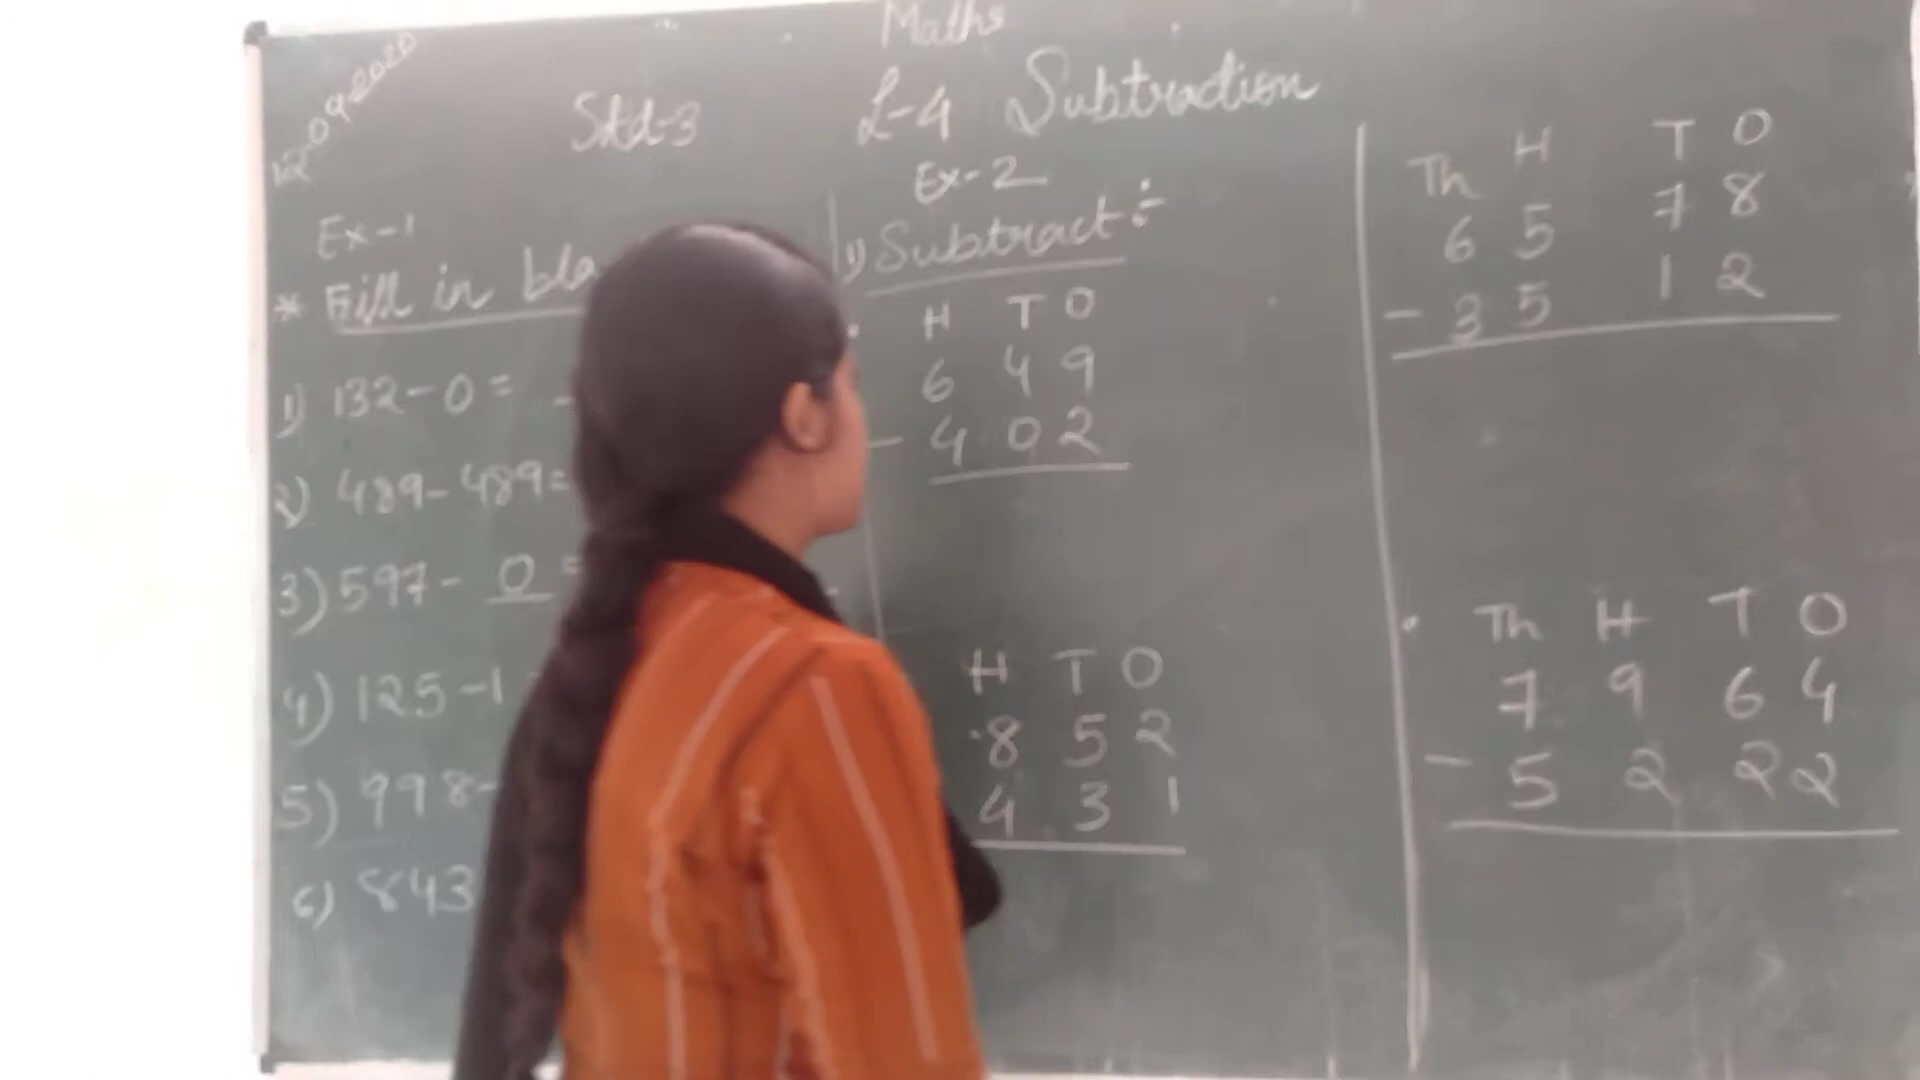 Maths
12 09 2020
Std-3 L-4 Subtraction
Ex-1
* Fill in bla
1) 132-0=
2) 489-489=
3) 597- 0 =
4) 125-1
5) 998-
6) 843
Ex-2
1) Subtract :-
H T O
6 4 9
- 4 0 2
H T O
8 5 2
4 3 1
Th H T O
6 5 7 8
- 3 5 1 2
Th H T O
7 9 6 4
- 5 2 2 2